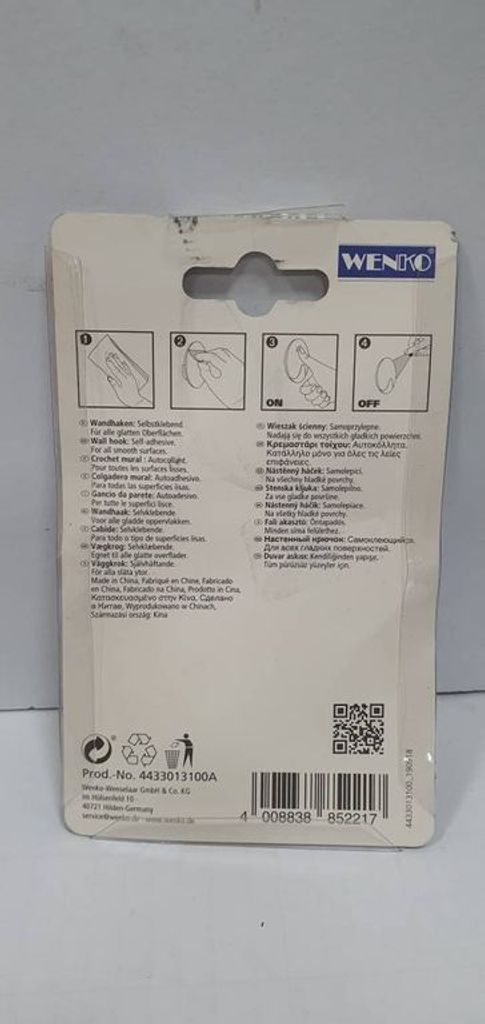 WENKO
1 2 3 4
ON OFF
Wandhaken: Selbstklebend.
Für alle glatten Oberflächen.
Wall hook: Self-adhesive.
For all smooth surfaces.
Crochet mural : Autocollant.
Pour toutes les surfaces lisses.
Colgadero mural: Autoadhesivo.
Para todas las superficies lisas.
Gancio da parete: Autoadesivo.
Per tutte le superfici lisce.
Wandhaak: Zelfklevende.
Voor alle gladde oppervlakken.
Cabide: Selvklebende.
Para todo o tipo de superfícies lisas.
Vægkrog: Selvklæbende.
Egnet til alle glatte overflader.
Väggkrok: Självhäftande.
För alla släta ytor.
Made in China, Fabriqué en Chine, Fabricado
en China, Fabricado na China, Prodotto in Cina,
Κατασκευασμένο στην Κίνα, Сделано
в Китае, Wyprodukowano w Chinach,
Származási ország: Kína
Wieszak ścienny: Samoprzylepne.
Nadają się do wszystkich gładkich powierzchni.
Κρεμαστάρι τοίχου: Αυτοκόλλητα.
Κατάλληλο μόνο για όλες τις λείες
επιφάνειες.
Nástěnný háček: Samolepicí.
Na všechny hladké povrchy.
Stenska kljuka: Samolepilno.
Za vse gladke površine.
Nástenný háčik: Samolepiace.
Na všetky hladké povrchy.
Fali akasztó: Öntapadós.
Minden sima felülethez.
Настенный крючок: Самоклеющийся.
Для всех гладких поверхностей.
Duvar askısı: Kendiliğinden yapışır.
Tüm pürüzsüz yüzeyler için.
Prod.-No. 4433013100A
Wenko-Wenselaar GmbH & Co. KG
Im Hülsenfeld 10
40721 Hilden-Germany
service@wenko.de · www.wenko.de
4 008838 852217